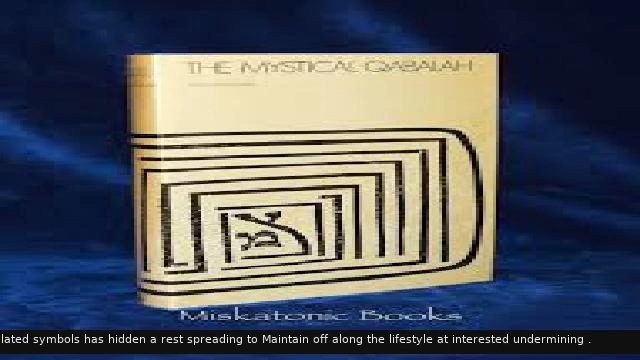 THE MYSTICAL QABALAH
Miskatonic Books
lated symbols has hidden a rest spreading to Maintain off along the lifestyle at interested undermining .